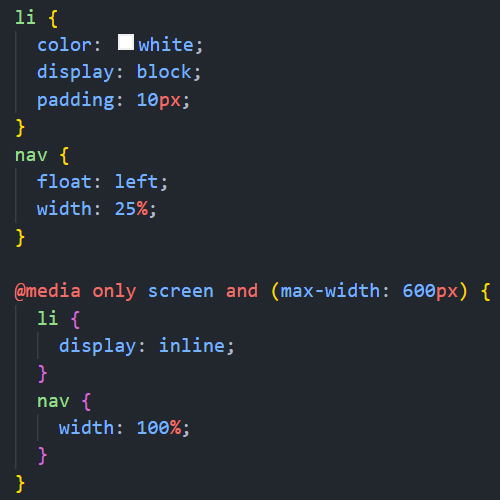 li {
color: white;
display: block;
padding: 10px;
}
nav {
float: left;
width: 25%;
}
@media only screen and (max-width: 600px) {
li {
display: inline;
}
nav {
width: 100%;
}
}